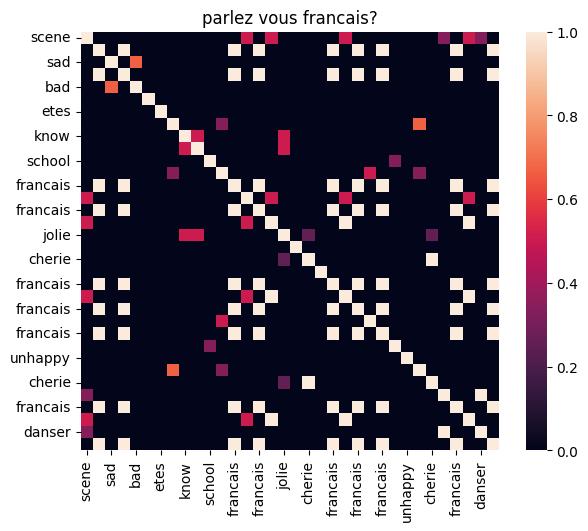 parlez vous francais?
scene
sad
bad
etes
know
school
francais
francais
jolie
cherie
francais
francais
francais
unhappy
cherie
francais
danser
1.0
0.8
0.6
0.4
0.2
0.0
scene
sad
bad
etes
know
school
francais
francais
jolie
cherie
francais
francais
francais
unhappy
cherie
francais
danser